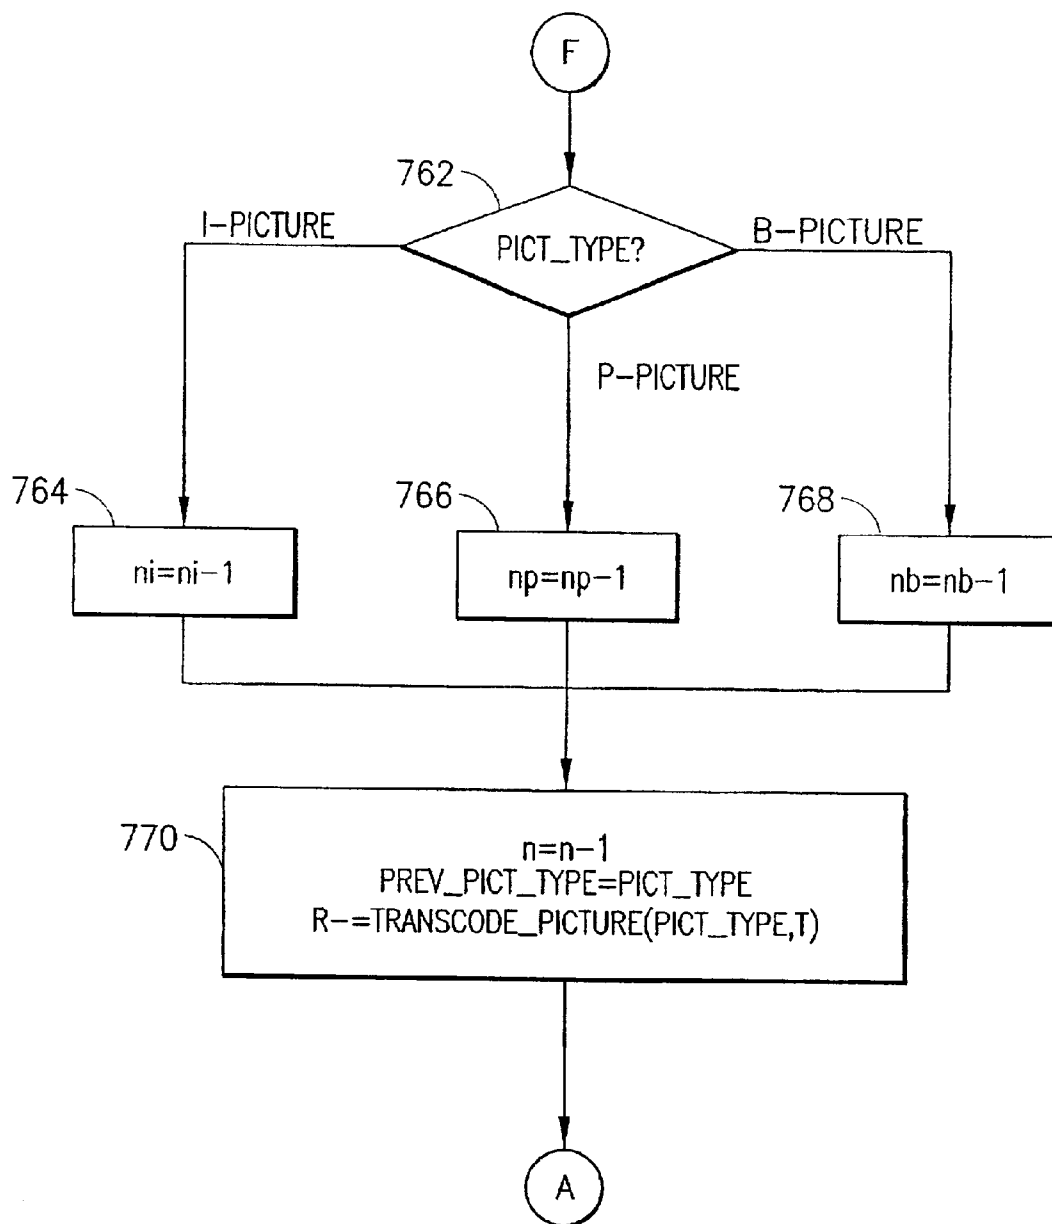 F
762
I-PICTURE
PICT_TYPE?
B-PICTURE
P-PICTURE
764
766
768
ni=ni-1
np=np-1
nb=nb-1
770
n=n-1
PREV_PICT_TYPE=PICT_TYPE
R-=TRANSCODE_PICTURE(PICT_TYPE,T)
A